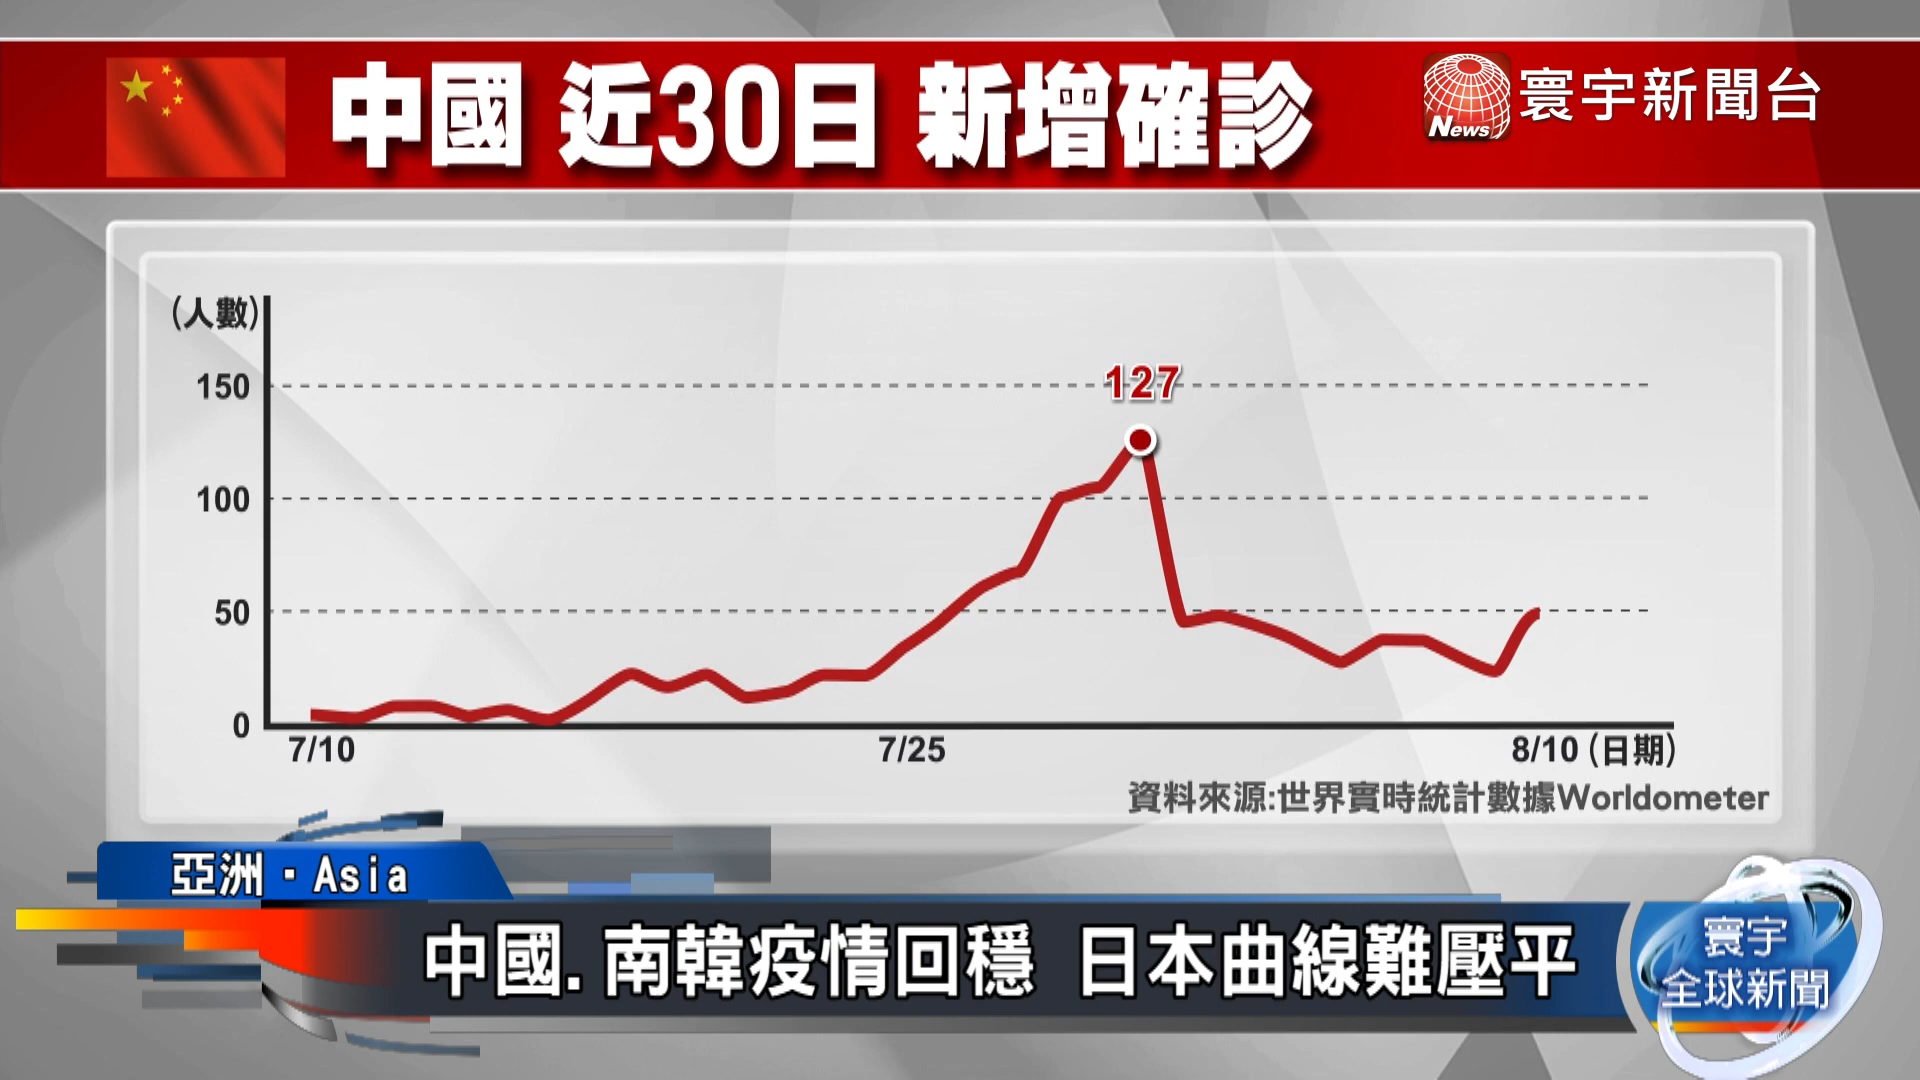 中國 近30日 新增確診
News 寰宇新聞台
(人數)
150
127
100
50
0
7/10 7/25 8/10 (日期)
資料來源:世界實時統計數據Worldometer
亞洲·Asia
中國.南韓疫情回穩 日本曲線難壓平
寰宇
全球新聞